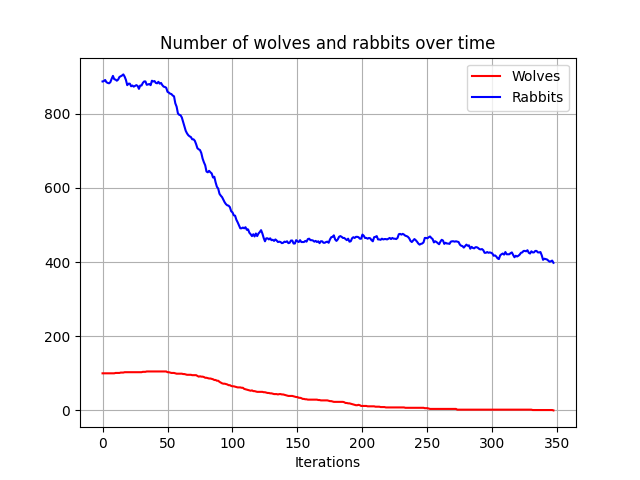 Number of wolves and rabbits over time
Wolves
Rabbits
800
600
400
200
0
0 50 100 150 200 250 300 350
Iterations